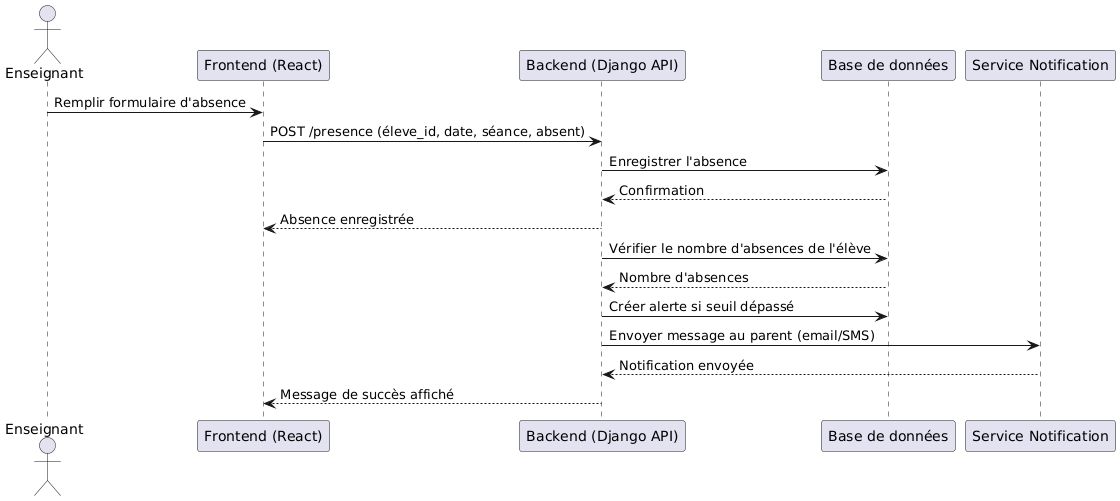 Enseignant
Frontend (React)
Backend (Django API)
Base de données
Service Notification
Remplir formulaire d'absence
POST /presence (éleve_id, date, séance, absent)
Enregistrer l'absence
Confirmation
Absence enregistrée
Vérifier le nombre d'absences de l'élève
Nombre d'absences
Créer alerte si seuil dépassé
Envoyer message au parent (email/SMS)
Notification envoyée
Message de succès affiché
Enseignant
Frontend (React)
Backend (Django API)
Base de données
Service Notification